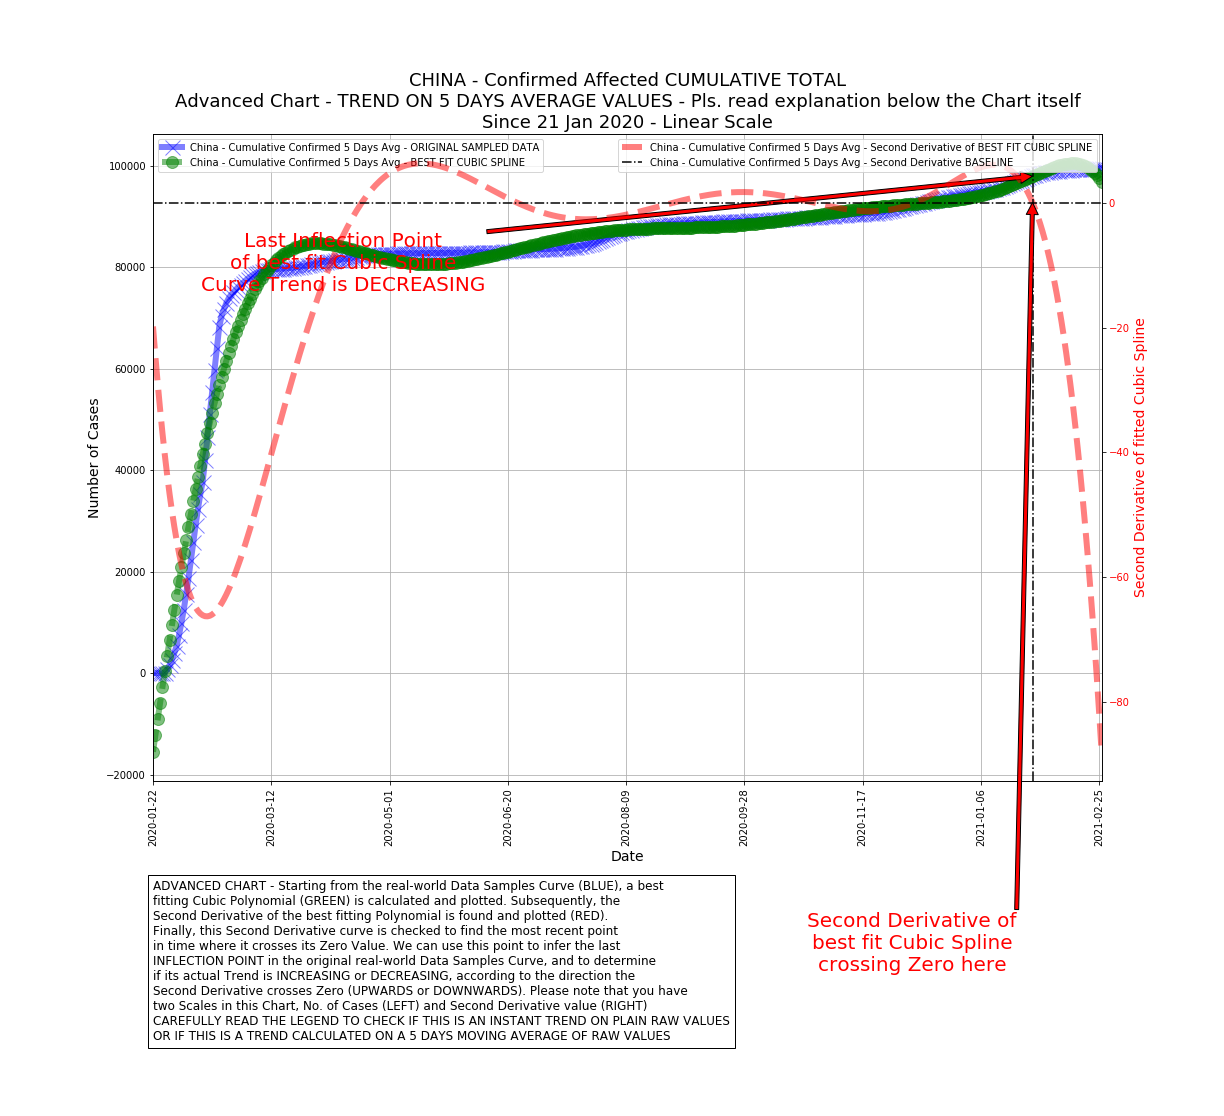 CHINA - Confirmed Affected CUMULATIVE TOTAL
Advanced Chart - TREND ON 5 DAYS AVERAGE VALUES - Pls. read explanation below the Chart itself
Since 21 Jan 2020 - Linear Scale
China - Cumulative Confirmed 5 Days Avg - ORIGINAL SAMPLED DATA
China - Cumulative Confirmed 5 Days Avg - BEST FIT CUBIC SPLINE
China - Cumulative Confirmed 5 Days Avg - Second Derivative of BEST FIT CUBIC SPLINE
China - Cumulative Confirmed 5 Days Avg - Second Derivative BASELINE
Last Inflection Point
of best fit Cubic Spline
Curve Trend is DECREASING
Number of Cases
100000
80000
60000
40000
20000
0
−20000
0
−20
−40
−60
−80
Second Derivative of fitted Cubic Spline
2020-01-22
2020-03-12
2020-05-01
2020-06-20
2020-08-09
2020-09-28
2020-11-17
2021-01-06
2021-02-25
Date
ADVANCED CHART - Starting from the real-world Data Samples Curve (BLUE), a best
fitting Cubic Polynomial (GREEN) is calculated and plotted. Subsequently, the
Second Derivative of the best fitting Polynomial is found and plotted (RED).
Finally, this Second Derivative curve is checked to find the most recent point
in time where it crosses its Zero Value. We can use this point to infer the last
INFLECTION POINT in the original real-world Data Samples Curve, and to determine
if its actual Trend is INCREASING or DECREASING, according to the direction the
Second Derivative crosses Zero (UPWARDS or DOWNWARDS). Please note that you have
two Scales in this Chart, No. of Cases (LEFT) and Second Derivative value (RIGHT)
CAREFULLY READ THE LEGEND TO CHECK IF THIS IS AN INSTANT TREND ON PLAIN RAW VALUES
OR IF THIS IS A TREND CALCULATED ON A 5 DAYS MOVING AVERAGE OF RAW VALUES
Second Derivative of
best fit Cubic Spline
crossing Zero here